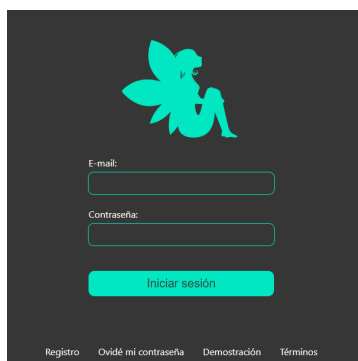 E-mail:
Contraseña:
Iniciar sesión
Registro Ovidé mi contraseña Demostración Términos